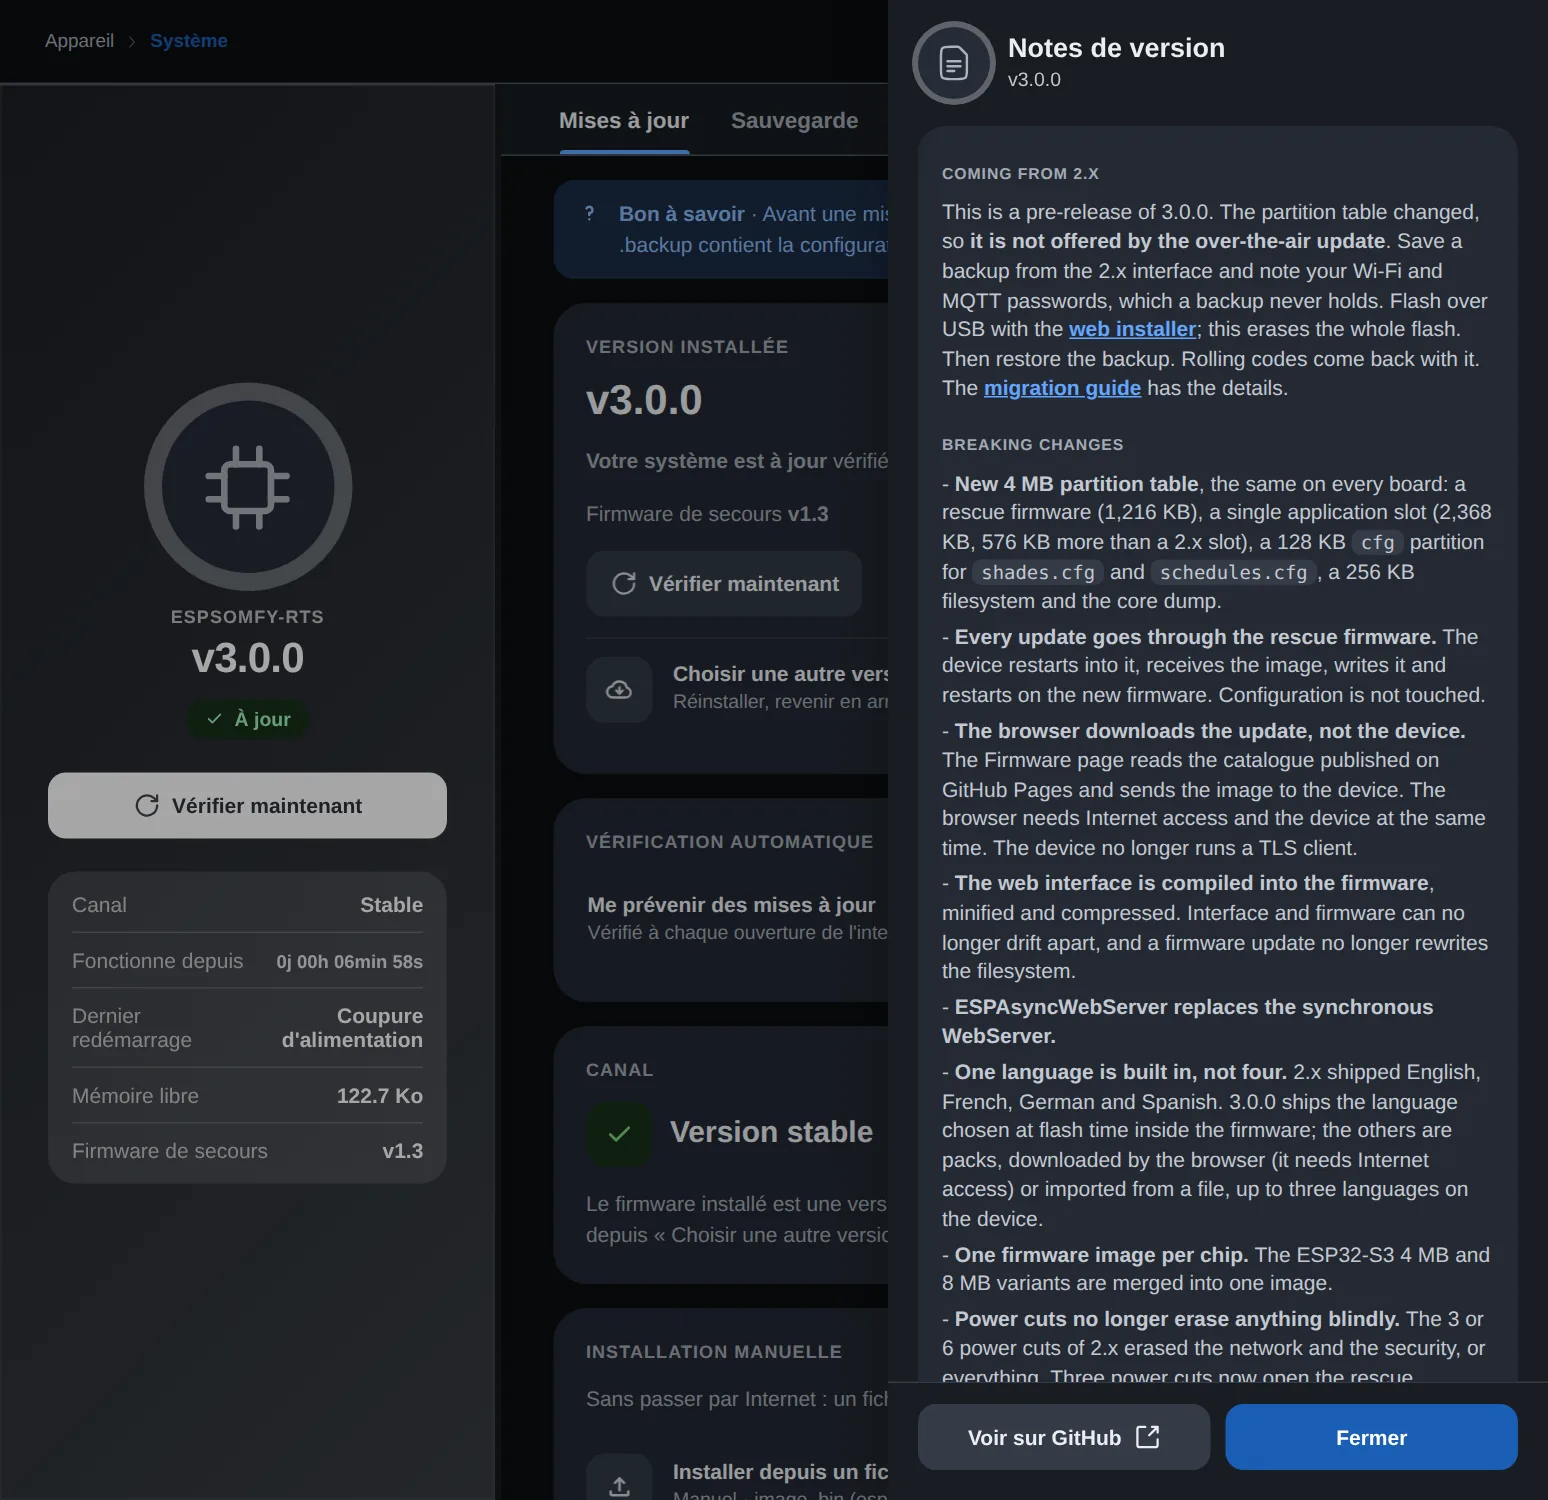 Appareil
Système
ESPSOMFY-RTS
v3.0.0
À jour
Vérifier maintenant
Canal
Stable
Fonctionne depuis
0j 00h 06min 58s
Dernier
redémarrage
Coupure
d'alimentation
Mémoire libre
122.7 Ko
Firmware de secours
v1.3
Mises à jour
Sauvegarde
? Bon à savoir · Avant une mis
.backup contient la configurat
VERSION INSTALLÉE
v3.0.0
Votre système est à jour vérifié
Firmware de secours v1.3
Vérifier maintenant
Choisir une autre vers
Réinstaller, revenir en arr
VÉRIFICATION AUTOMATIQUE
Me prévenir des mises à jour
Vérifié à chaque ouverture de l'inte
CANAL
Version stable
Le firmware installé est une vers
depuis « Choisir une autre versio
INSTALLATION MANUELLE
Sans passer par Internet : un fich
Installer depuis un fic
Manuel · image .bin (esp
Notes de version
v3.0.0
COMING FROM 2.X
This is a pre-release of 3.0.0. The partition table changed,
so it is not offered by the over-the-air update. Save a
backup from the 2.x interface and note your Wi-Fi and
MQTT passwords, which a backup never holds. Flash over
USB with the web installer; this erases the whole flash.
Then restore the backup. Rolling codes come back with it.
The migration guide has the details.
BREAKING CHANGES
- New 4 MB partition table, the same on every board: a
rescue firmware (1,216 KB), a single application slot (2,368
KB, 576 KB more than a 2.x slot), a 128 KB cfg partition
for shades.cfg and schedules.cfg, a 256 KB
filesystem and the core dump.
- Every update goes through the rescue firmware. The
device restarts into it, receives the image, writes it and
restarts on the new firmware. Configuration is not touched.
- The browser downloads the update, not the device.
The Firmware page reads the catalogue published on
GitHub Pages and sends the image to the device. The
browser needs Internet access and the device at the same
time. The device no longer runs a TLS client.
- The web interface is compiled into the firmware,
minified and compressed. Interface and firmware can no
longer drift apart, and a firmware update no longer rewrites
the filesystem.
- ESPAsyncWebServer replaces the synchronous
WebServer.
- One language is built in, not four. 2.x shipped English,
French, German and Spanish. 3.0.0 ships the language
chosen at flash time inside the firmware; the others are
packs, downloaded by the browser (it needs Internet
access) or imported from a file, up to three languages on
the device.
- One firmware image per chip. The ESP32-S3 4 MB and
8 MB variants are merged into one image.
- Power cuts no longer erase anything blindly. The 3 or
6 power cuts of 2.x erased the network and the security, or
everything. Three power cuts now open the rescue
Voir sur GitHub
Fermer